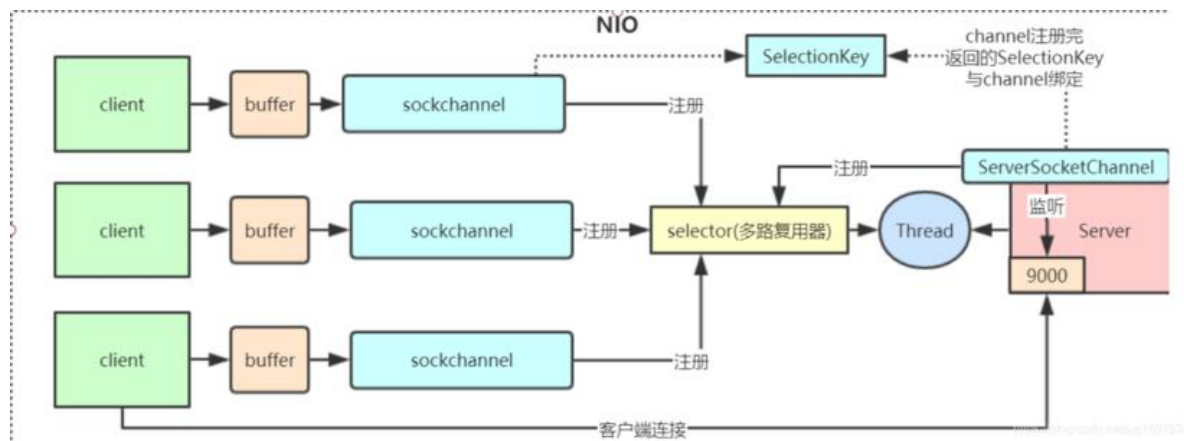 NIO
channel注册完
返回的SelectionKey
与channel绑定
SelectionKey
client
buffer
sockchannel
注册
注册
ServerSocketChannel
监听
client
buffer
sockchannel
注册
selector(多路复用器)
Thread
Server
9000
client
buffer
sockchannel
注册
客户端连接